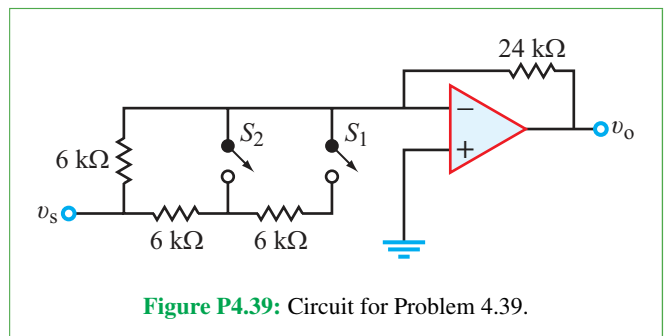 24 kΩ
S2
S1
−
vo
6 kΩ
+
vs
6 kΩ
6 kΩ
Figure P4.39: Circuit for Problem 4.39.